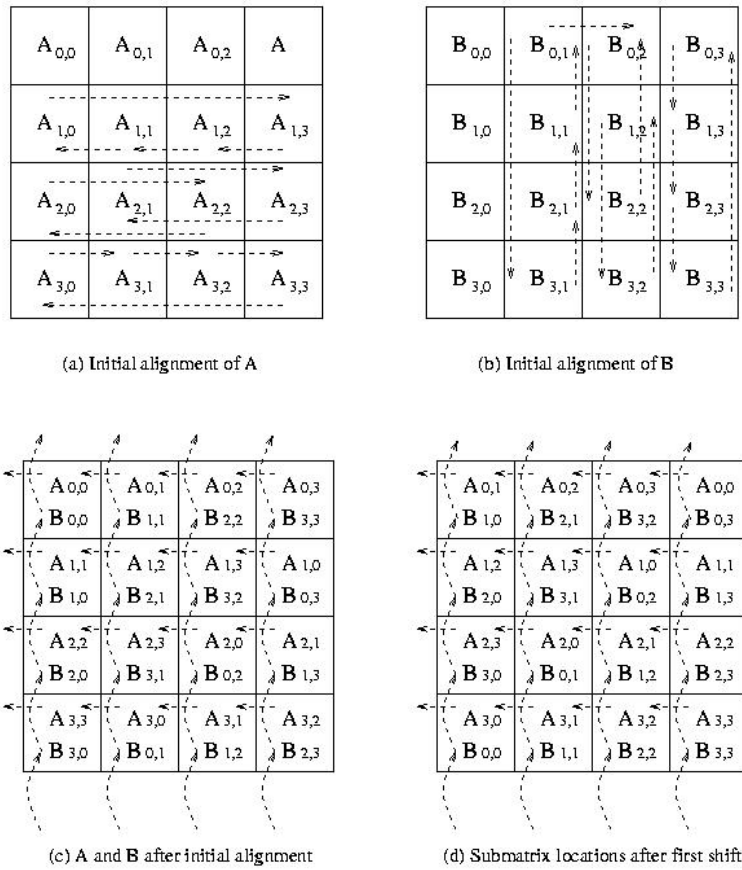 A0,0 A0,1 A0,2 A
A1,0 A1,1 A1,2 A1,3
A2,0 A2,1 A2,2 A2,3
A3,0 A3,1 A3,2 A3,3
(a) Initial alignment of A
B0,0 B0,1 B0,2 B0,3
B1,0 B1,1 B1,2 B1,3
B2,0 B2,1 B2,2 B2,3
B3,0 B3,1 B3,2 B3,3
(b) Initial alignment of B
A0,0 A0,1 A0,2 A0,3
B0,0 B1,1 B2,2 B3,3
A1,1 A1,2 A1,3 A1,0
B1,0 B2,1 B3,2 B0,3
A2,2 A2,3 A2,0 A2,1
B2,0 B3,1 B0,2 B1,3
A3,3 A3,0 A3,1 A3,2
B3,0 B0,1 B1,2 B2,3
(c) A and B after initial alignment
A0,1 A0,2 A0,3 A0,0
B1,0 B2,1 B3,2 B0,3
A1,2 A1,3 A1,0 A1,1
B2,0 B3,1 B0,2 B1,3
A2,3 A2,0 A2,1 A2,2
B3,0 B0,1 B1,2 B2,3
A3,0 A3,1 A3,2 A3,3
B0,0 B1,1 B2,2 B3,3
(d) Submatrix locations after first shift